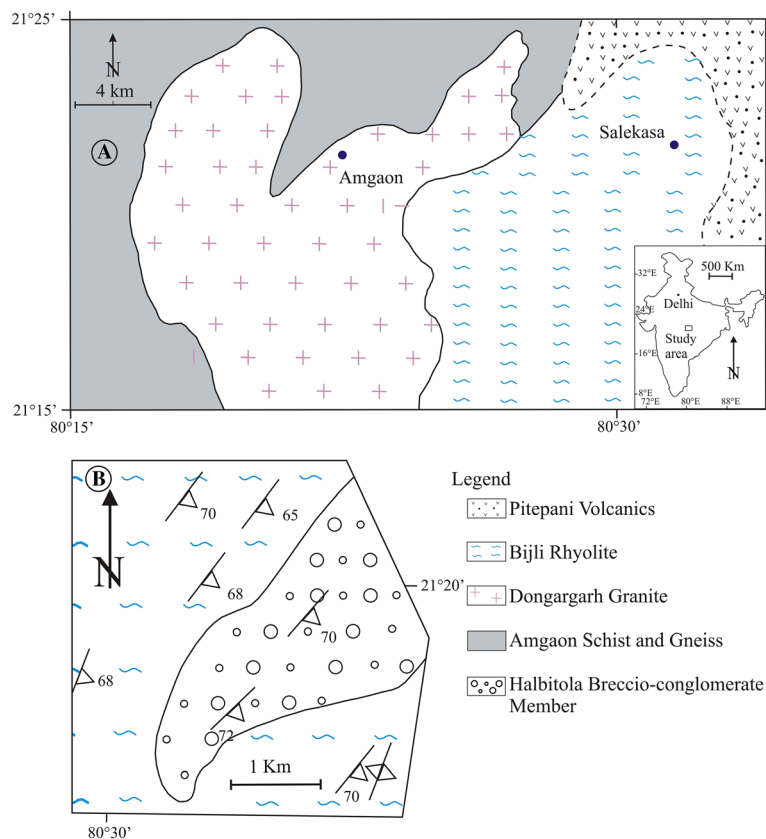 21°25'
N
4 km
A
Salekasa
Amgaon
500 Km
32°E
Delhi
24°E
Study
area
16°E
N
8°E
72°E 80°E 88°E
21°15'
80°15' 80°30'
B
70 65
N
68
21°20'
70
68
72
1 Km
70
80°30'
Legend
Pitepani Volcanics
Bijli Rhyolite
Dongargarh Granite
Amgaon Schist and Gneiss
Halbitola Breccio-conglomerate
Member